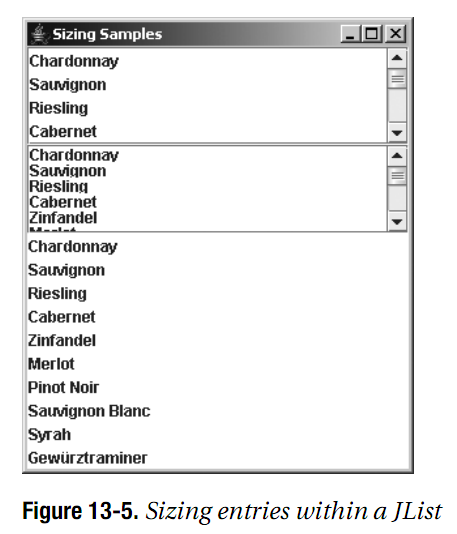 Sizing Samples
Chardonnay
Sauvignon
Riesling
Cabernet
Chardonnay
Sauvignon
Riesling
Cabernet
Zinfandel
Merlot
Chardonnay
Sauvignon
Riesling
Cabernet
Zinfandel
Merlot
Pinot Noir
Sauvignon Blanc
Syrah
Gewürztraminer
Figure 13-5. Sizing entries within a JList